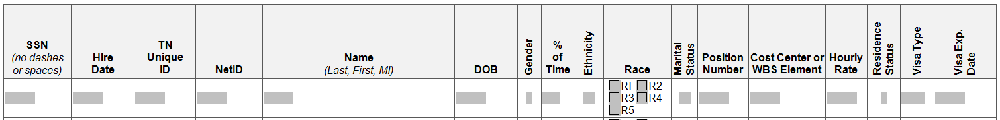 SSN
(no dashes
or spaces)
Hire
Date
TN
Unique
ID
NetID
Name
(Last, First, MI)
DOB
Gender
%
of
Time
Ethnicity
Race
Marital
Status
Position
Number
Cost Center or
WBS Element
Hourly
Rate
Residence
Status
Visa Type
Visa Exp.
Date
RI R2
R3 R4
R5